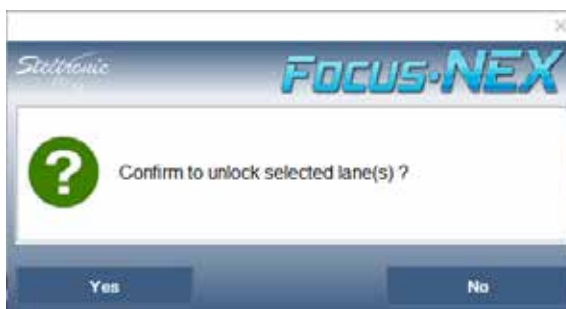 Steltronic
FOCUS-NEX
?
Confirm to unlock selected lane(s) ?
Yes
No